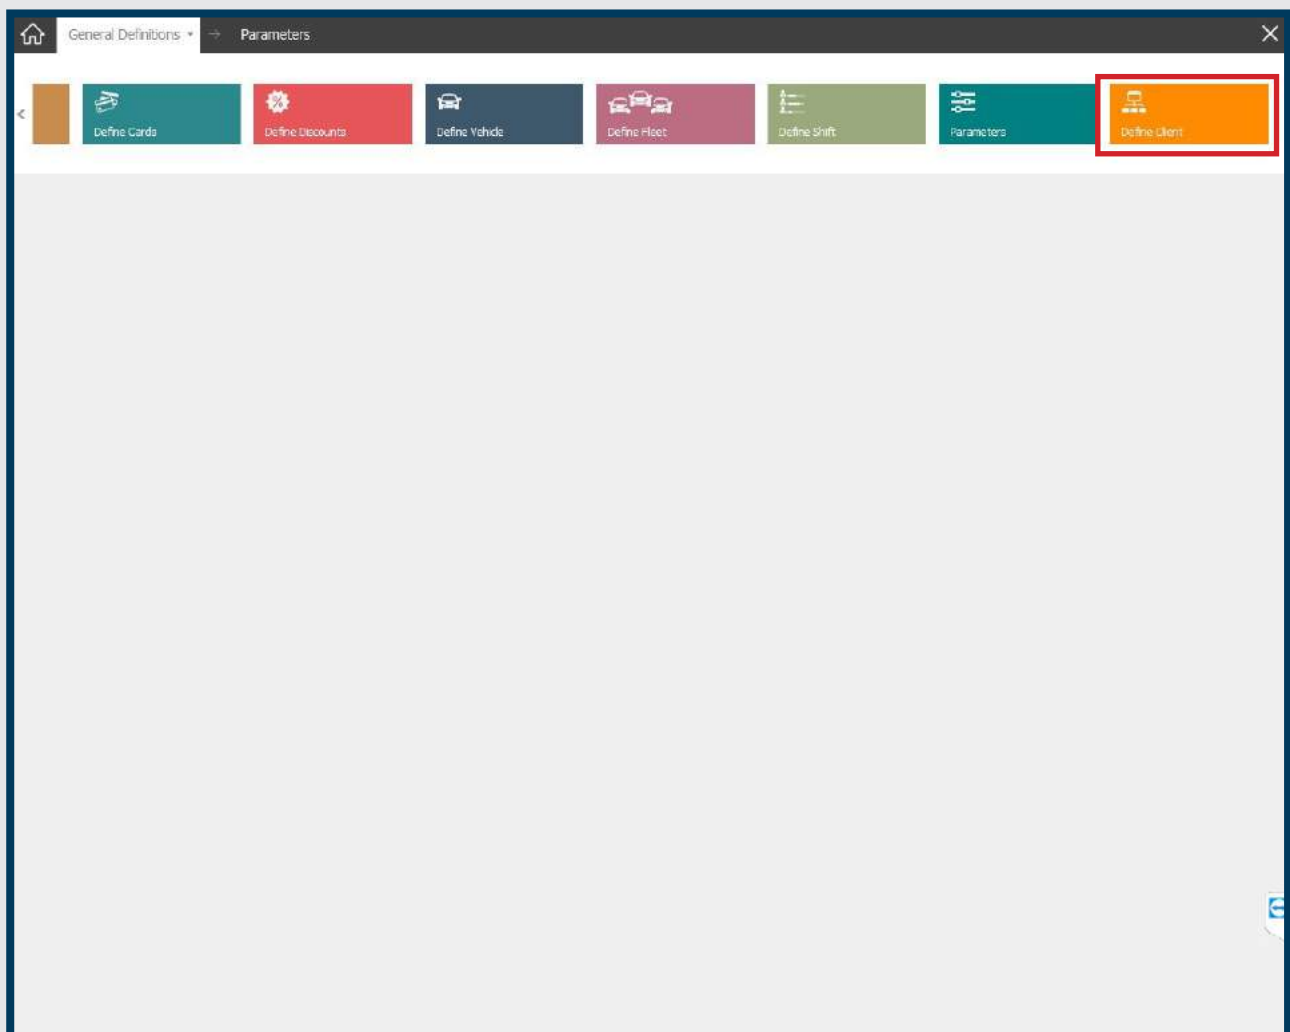 General Definitions → Parameters
Define Cards
Define Discounts
Define Vehicle
Define Fleet
Define Shift
Parameters
Define Client